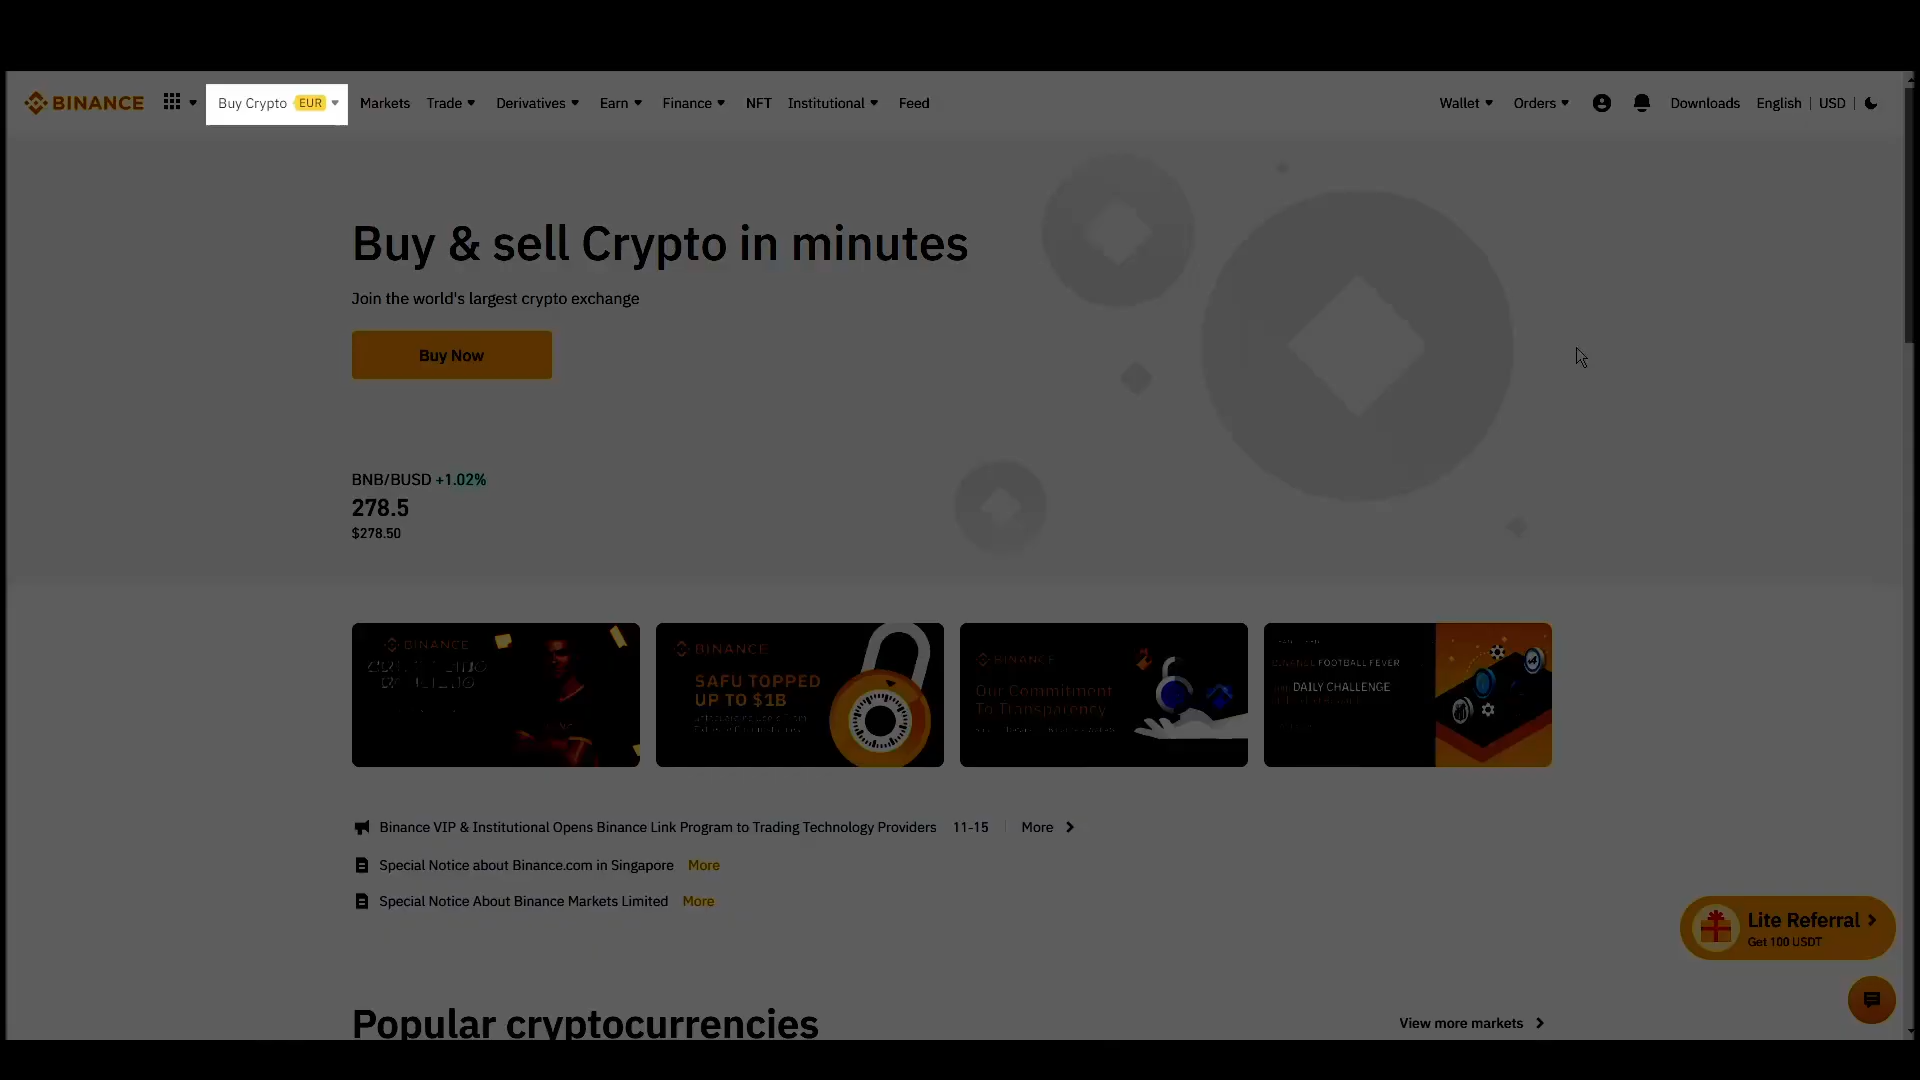 BINANCE Buy Crypto EUR Markets Trade Derivatives Earn Finance NFT Institutional Feed Wallet Orders Downloads English | USD
Buy & sell Crypto in minutes
Join the world's largest crypto exchange
Buy Now
BNB/BUSD +1.02%
278.5
$278.50
BINANCE
BINANCE
SAFU TOPPED
UP TO $1B
BINANCE
Our Commitment
To Transparency
FOOTBALL FEVER
DAILY CHALLENGE
Binance VIP & Institutional Opens Binance Link Program to Trading Technology Providers 11-15 More
Special Notice about Binance.com in Singapore More
Special Notice About Binance Markets Limited More
Lite Referral
Get 100 USDT
Popular cryptocurrencies
View more markets